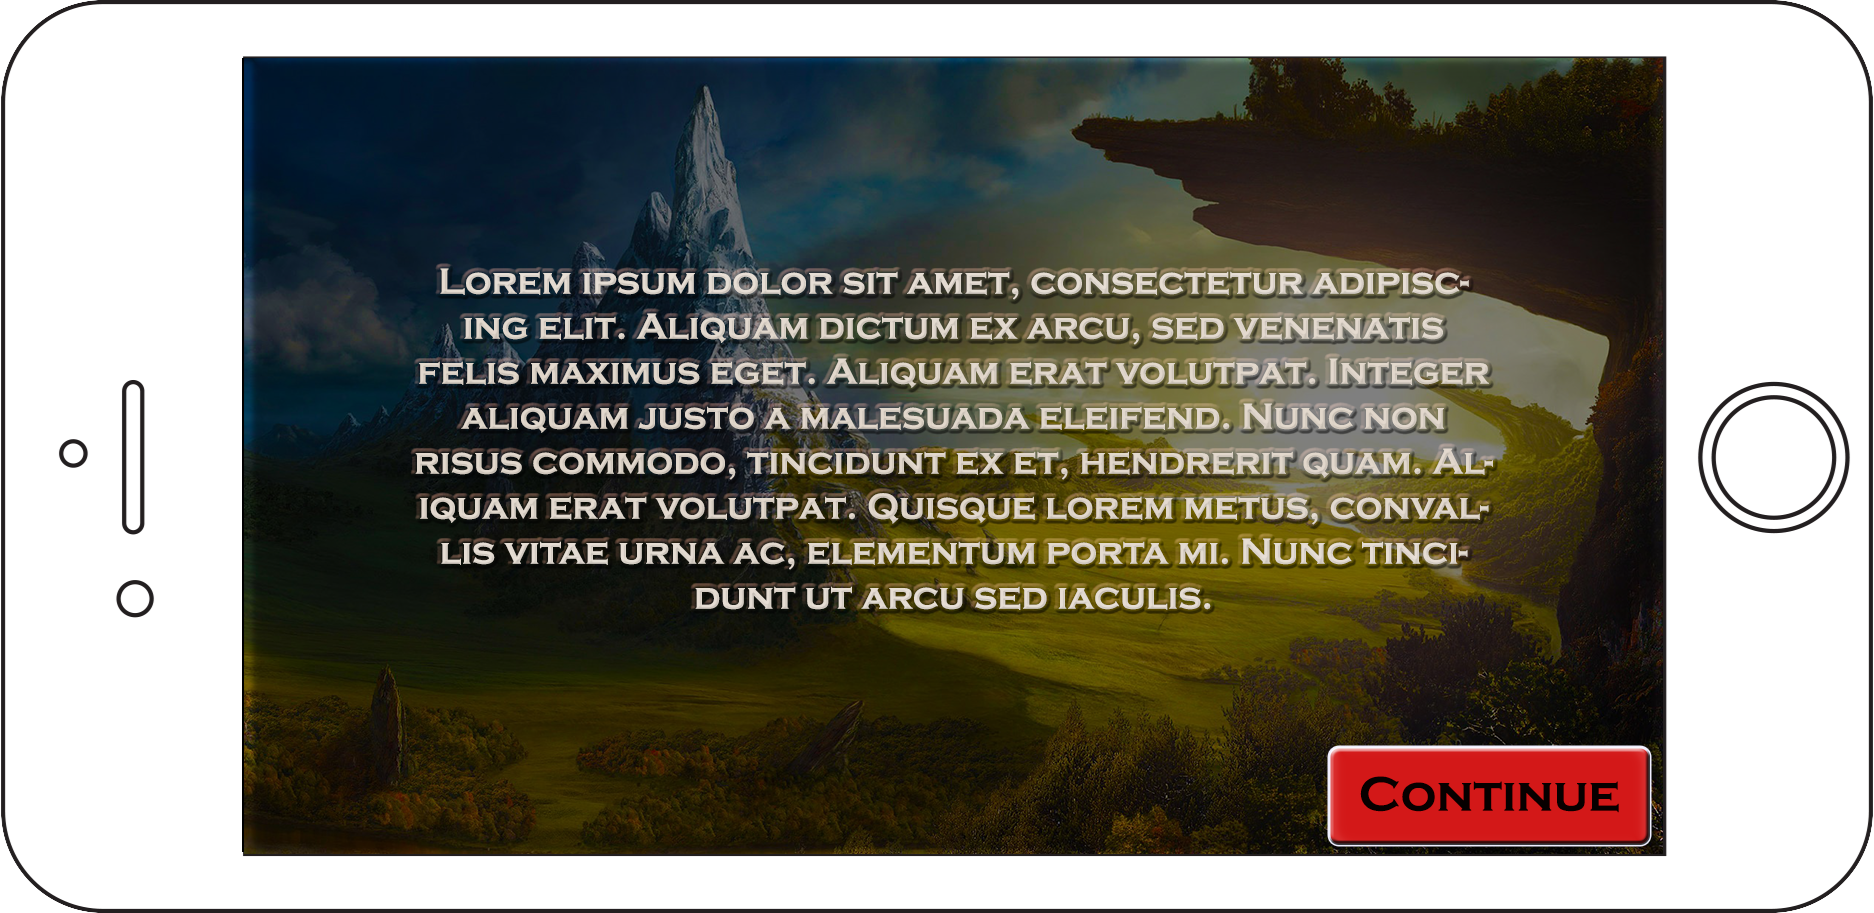 Lorem ipsum dolor sit amet, consectetur adipisc-
ing elit. Aliquam dictum ex arcu, sed venenatis
felis maximus eget. Aliquam erat volutpat. Integer
aliquam justo a malesuada eleifend. Nunc non
risus commodo, tincidunt ex et, hendrerit quam. Al-
iquam erat volutpat. Quisque lorem metus, conval-
lis vitae urna ac, elementum porta mi. Nunc tinci-
dunt ut arcu sed iaculis.
Continue